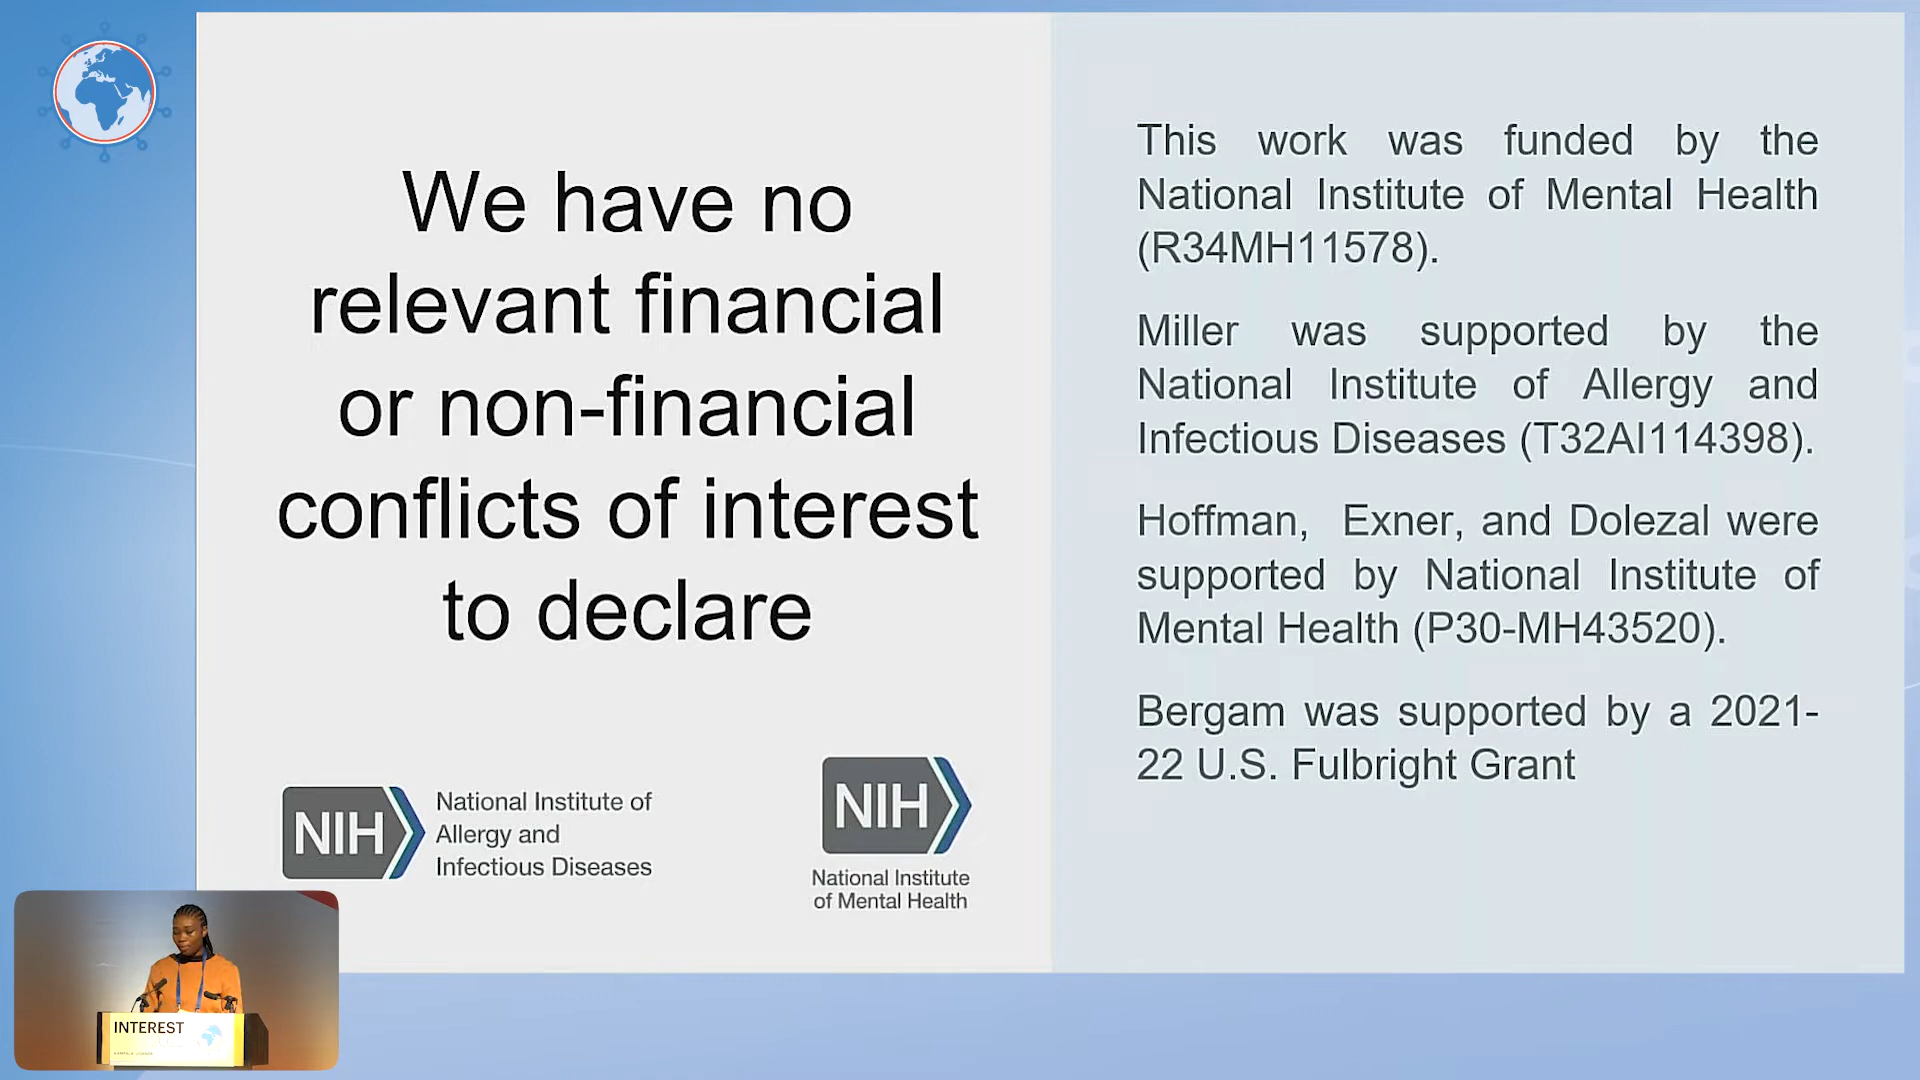 We have no
relevant financial
or non-financial
conflicts of interest
to declare
NIH
National Institute of
Allergy and
Infectious Diseases
NIH
National Institute
of Mental Health
This work was funded by the
National Institute of Mental Health
(R34MH11578).
Miller was supported by the
National Institute of Allergy and
Infectious Diseases (T32AI114398).
Hoffman, Exner, and Dolezal were
supported by National Institute of
Mental Health (P30-MH43520).
Bergam was supported by a 2021-
22 U.S. Fulbright Grant
INTEREST